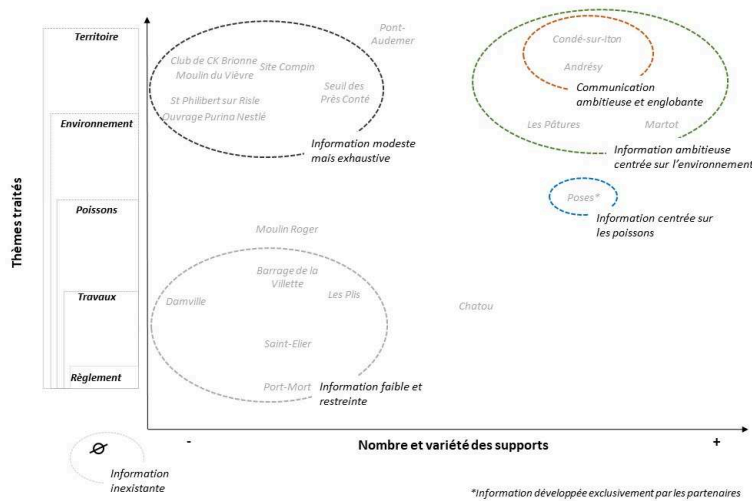 Thèmes traités
Territoire
Environnement
Poissons
Travaux
Règlement
Pont-
Audemer
Club de CK Brionne
Moulin du Vièvre
Site Compin
Seuil des
Près Conté
St Philibert sur Risle
Ouvrage Purina Nestlé
Information modeste
mais exhaustive
Condé-sur-Iton
Andrésy
Communication
ambitieuse et englobante
Les Pâtures
Martot
Information ambitieuse
centrée sur l'environnement
Poses*
Information centrée sur
les poissons
Moulin Roger
Barrage de la
Villette
Damville
Les Plis
Chatou
Saint-Elier
Port-Mort
Information faible et
restreinte
-
Nombre et variété des supports
+
Information
inexistante
*Information développée exclusivement par les partenaires